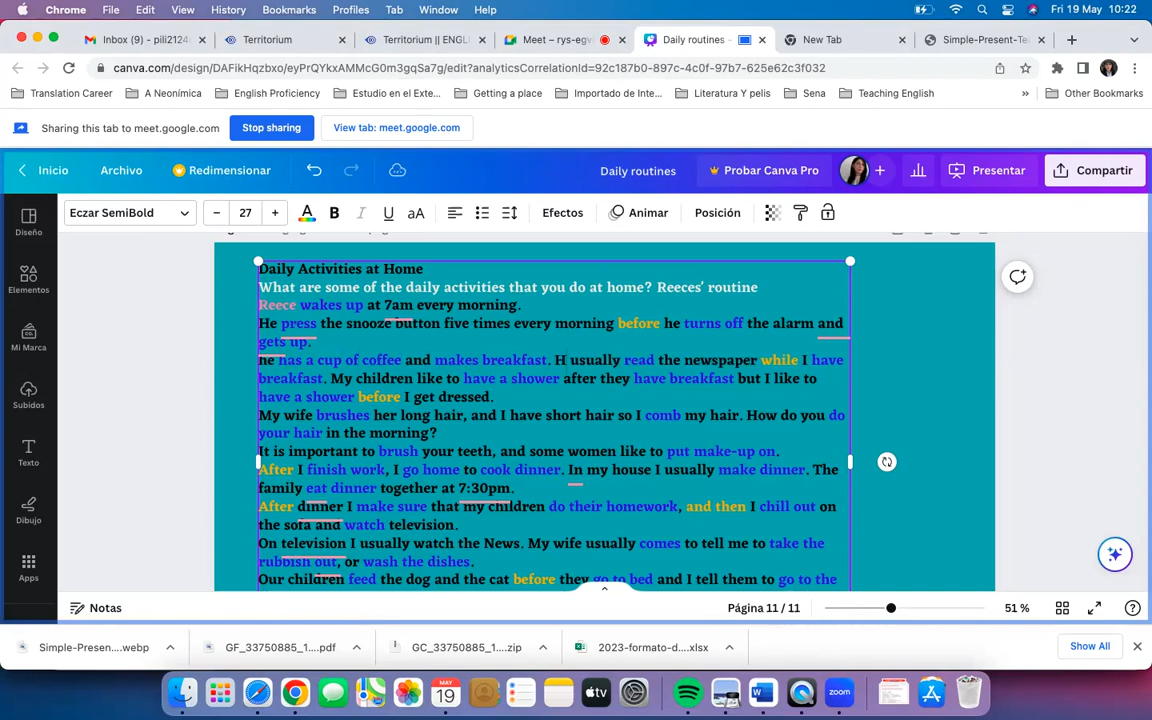 Chrome File Edit View History Bookmarks Profiles Tab Window Help Fri 19 May 10:22
Inbox (9) - pili2124 Territorium Territorium || ENGL Meet – rys-egv Daily routines - New Tab Simple-Present-Te
canva.com/design/DAFikHqzbxo/eyPrQYkxAMMcG0m3gqSa7g/edit?analyticsCorrelationId=92c187b0-897c-4c0f-97b7-625e62c3f032
Translation Career A Neonímica English Proficiency Estudio en el Exte... Getting a place Importado de Inte... Literatura Y pelis Sena Teaching English » Other Bookmarks
Sharing this tab to meet.google.com Stop sharing View tab: meet.google.com
Inicio Archivo Redimensionar Daily routines Probar Canva Pro Presentar Compartir
Eczar SemiBold − 27 + A B I U aA Efectos Animar Posición
Diseño
Elementos
Mi Marca
Subidos
Texto
Dibujo
Apps
Daily Activities at Home
What are some of the daily activities that you do at home? Reeces’ routine
Reece wakes up at 7am every morning.
He press the snooze button five times every morning before he turns off the alarm and
gets up.
he has a cup of coffee and makes breakfast. H usually read the newspaper while I have
breakfast. My children like to have a shower after they have breakfast but I like to
have a shower before I get dressed.
My wife brushes her long hair, and I have short hair so I comb my hair. How do you do
your hair in the morning?
It is important to brush your teeth, and some women like to put make-up on.
After I finish work, I go home to cook dinner. In my house I usually make dinner. The
family eat dinner together at 7:30pm.
After dinner I make sure that my children do their homework, and then I chill out on
the sofa and watch television.
On television I usually watch the News. My wife usually comes to tell me to take the
rubbish out, or wash the dishes.
Our children feed the dog and the cat before they go to bed and I tell them to go to the
Notas Página 11 / 11 51 %
Simple-Presen....webp GF_33750885_1....pdf GC_33750885_1....zip 2023-formato-d....xlsx Show All
MAY
19
zoom